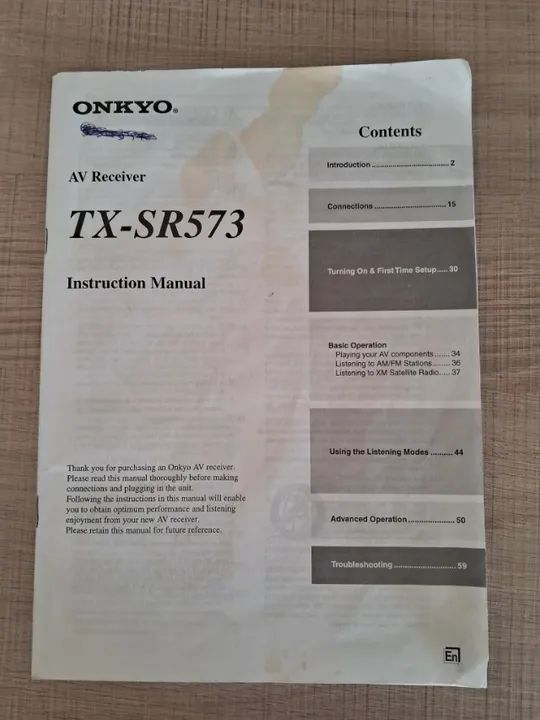 ONKYO®
AV Receiver
TX-SR573
Instruction Manual
Thank you for purchasing an Onkyo AV receiver.
Please read this manual thoroughly before making
connections and plugging in the unit.
Following the instructions in this manual will enable
you to obtain optimum performance and listening
enjoyment from your new AV receiver.
Please retain this manual for future reference.
Contents
Introduction ................................... 2
Connections ................................ 15
Turning On & First Time Setup..... 30
Basic Operation
Playing your AV components ....... 34
Listening to AM/FM Stations ........ 36
Listening to XM Satellite Radio..... 37
Using the Listening Modes .......... 44
Advanced Operation..................... 50
Troubleshooting ............................ 59
En